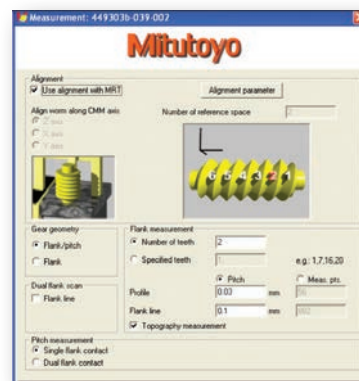 Measurement: 449303b-039-002
Mitutoyo
Alignment
Use alignment with MRT
Alignment parameter
Align worm along CMM axis
Number of reference space
2
Z axis
X axis
Y axis
6 5 4 3 2 1
Gear geometry
Flank/pitch
Flank
Flank measurement
Number of teeth
2
Specified teeth
1
e.g.: 1,7,16,20
Pitch
Meas. pts.
Dual flank scan
Flank line
Profile
0.03
mm
Flank line
0.1
mm
Topography measurement
Pitch measurement
Single flank contact
Dual flank contact